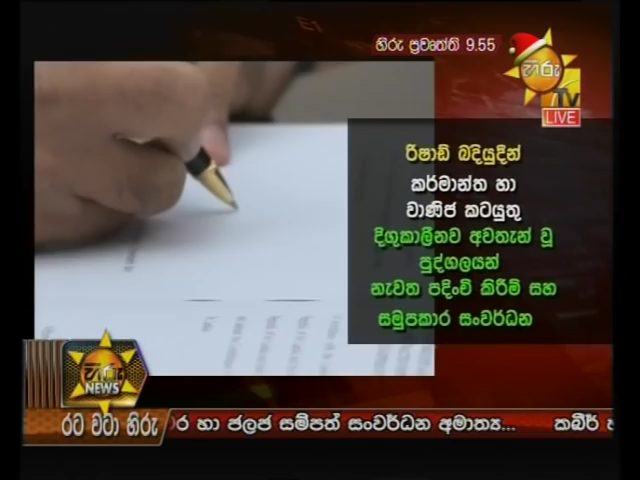 හිරු ප්‍රවෘත්ති 9.55
හිරු
TV
LIVE
රිෂාඩ් බදියුදීන්
කර්මාන්ත හා
වාණිජ කටයුතු
දිගුකාලීනව අවතැන් වූ
පුද්ගලයන්
නැවත පදිංචි කිරීම් සහ
සමුපකාර සංවර්ධන
හිරු
NEWS
රට වටා හිරු
ර හා ජලජ සම්පත් සංවර්ධන අමාත්‍ය... කබීර්